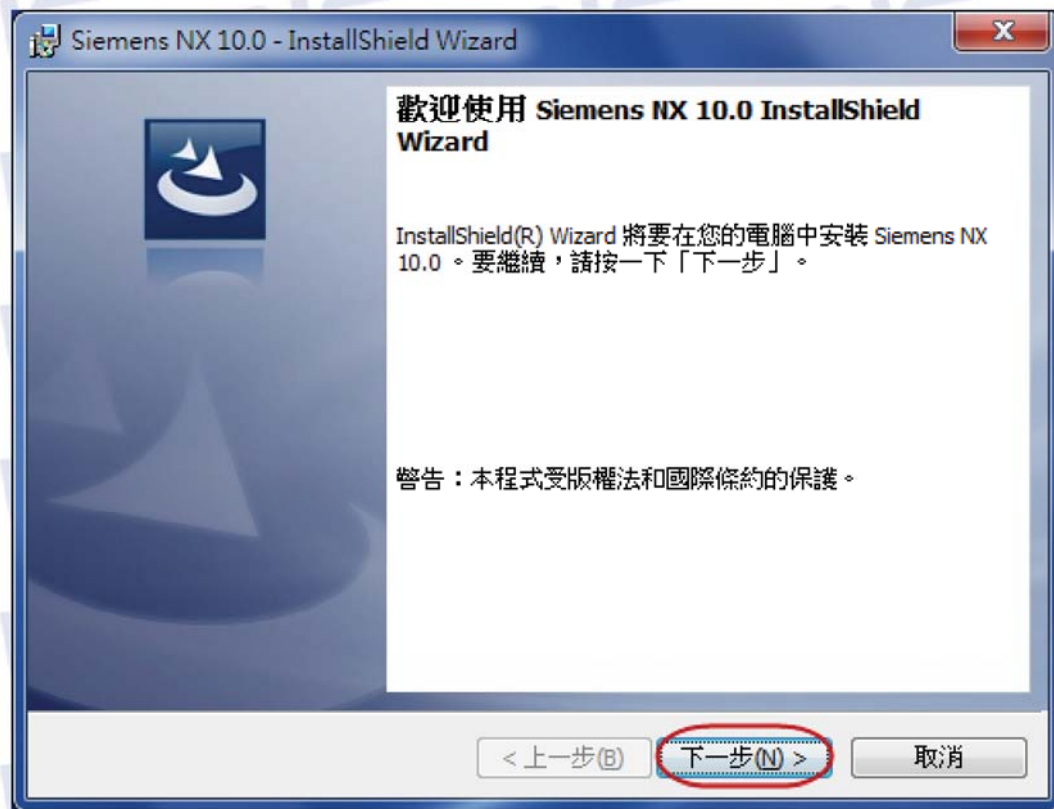 Siemens NX 10.0 - InstallShield Wizard
歡迎使用 Siemens NX 10.0 InstallShield
Wizard
InstallShield(R) Wizard 將要在您的電腦中安裝 Siemens NX
10.0 。要繼續，請按一下「下一步」。
警告：本程式受版權法和國際條約的保護。
< 上一步(B)
下一步(N) >
取消